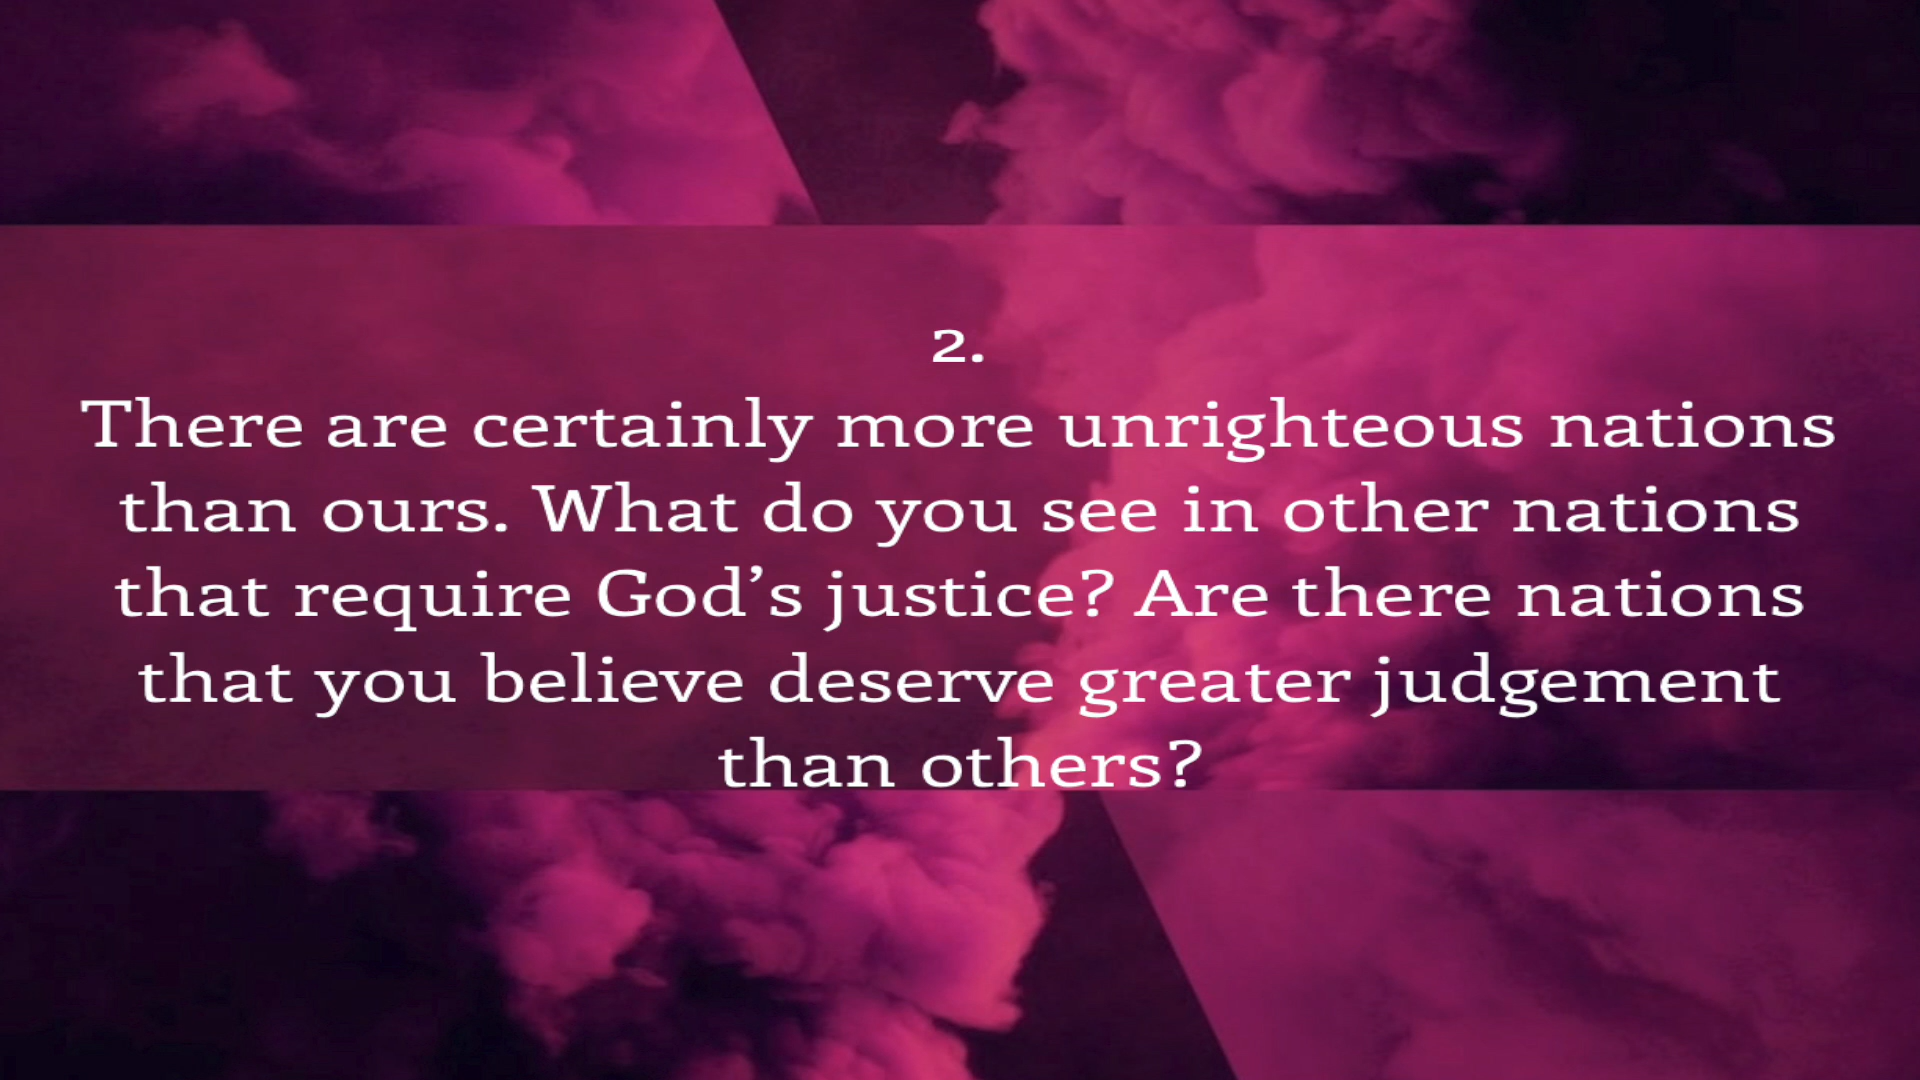 2.
There are certainly more unrighteous nations
than ours. What do you see in other nations
that require God’s justice? Are there nations
that you believe deserve greater judgement
than others?